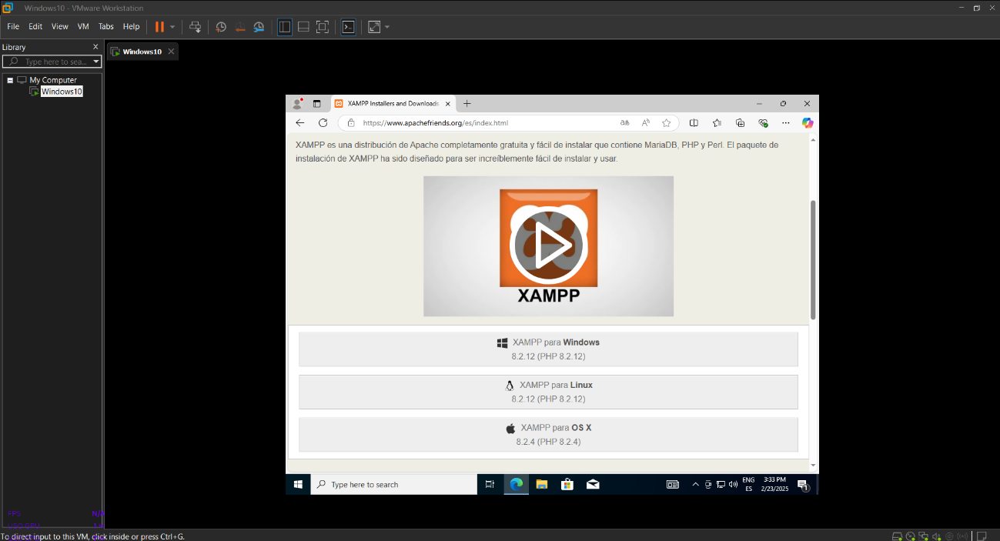 Windows10 - VMware Workstation
File Edit View VM Tabs Help
Library
Windows10
Type here to sea...
My Computer
Windows10
XAMPP Installers and Downloads
https://www.apachefriends.org/es/index.html
XAMPP es una distribución de Apache completamente gratuita y fácil de instalar que contiene MariaDB, PHP y Perl. El paquete de
instalación de XAMPP ha sido diseñado para ser increíblemente fácil de instalar y usar.
XAMPP
XAMPP para Windows
8.2.12 (PHP 8.2.12)
XAMPP para Linux
8.2.12 (PHP 8.2.12)
XAMPP para OS X
8.2.4 (PHP 8.2.4)
Type here to search
ENG
ES
3:33 PM
2/23/2025
1
FPS N/A
To direct input to this VM, click inside or press Ctrl+G.